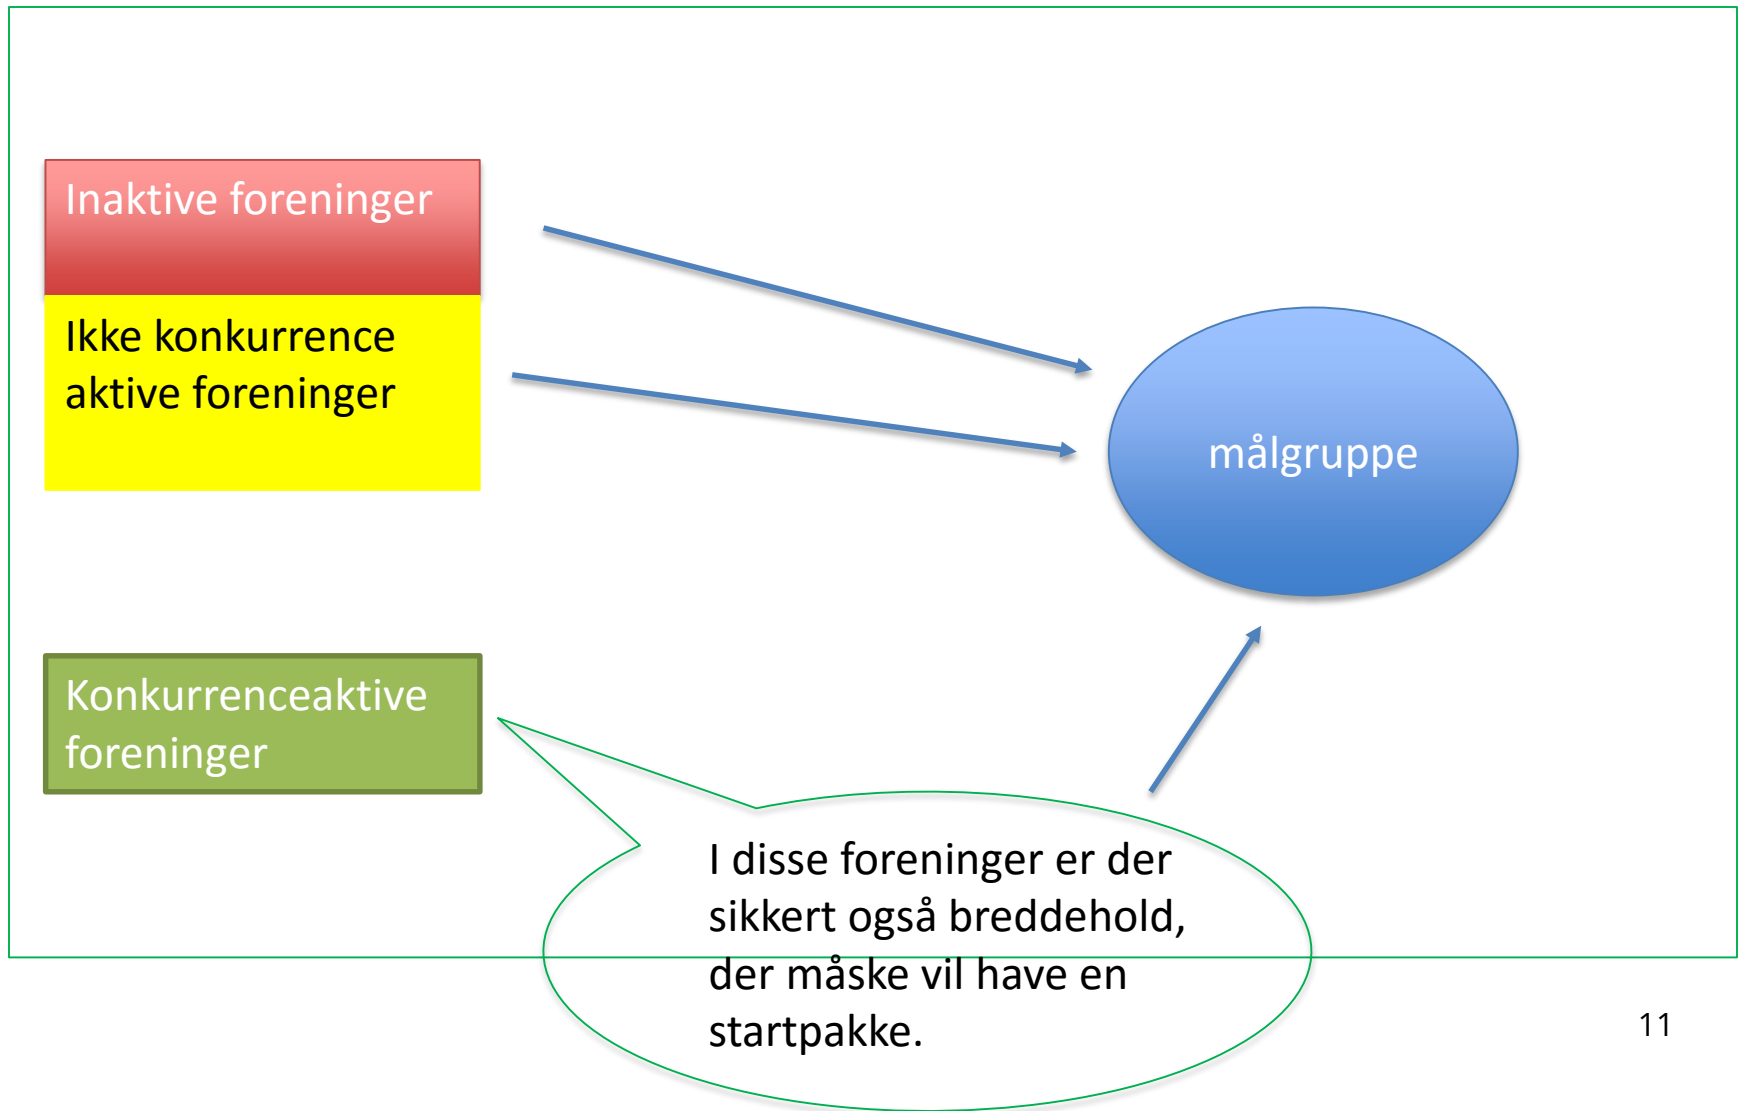 Inaktive foreninger
Ikke konkurrence
aktive foreninger
målgruppe
Konkurrenceaktive
foreninger
I disse foreninger er der
sikkert også breddehold,
der måske vil have en
startpakke.
11